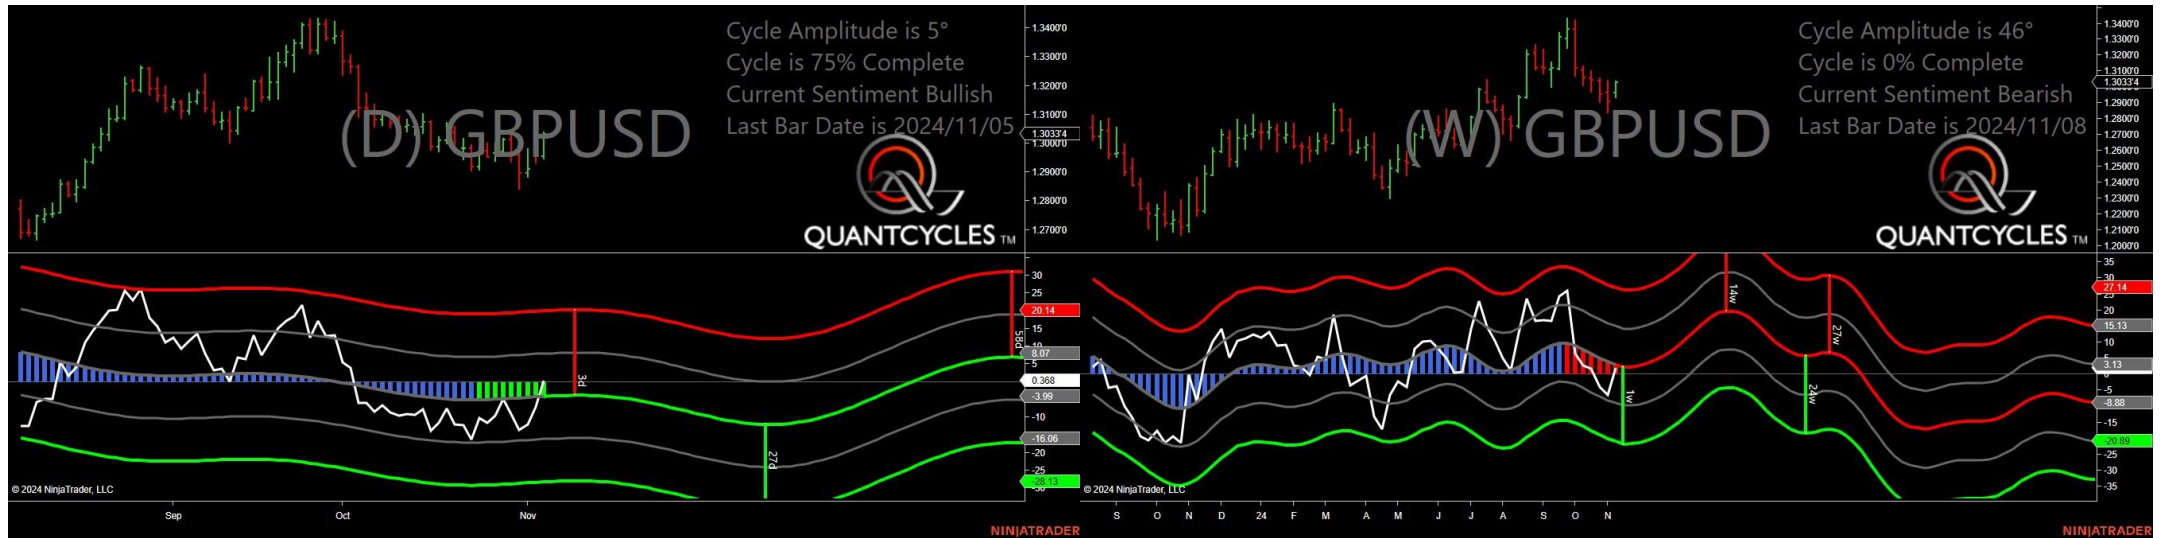 Cycle Amplitude is 5°
Cycle is 75% Complete
Current Sentiment Bullish
Last Bar Date is 2024/11/05
(D) GBPUSD
QUANTCYCLES TM
1.3400'0
1.3300'0
1.3200'0
1.3100'0
1.3033'4
1.3000'0
1.2900'0
1.2800'0
1.2700'0
30
25
20.14
15
10
8.07
5
0.368
-3.99
-10
-16.06
-20
-25
-28.13
-30
3d
27d
58d
© 2024 NinjaTrader, LLC
Sep Oct Nov
NINJATRADER
Cycle Amplitude is 46°
Cycle is 0% Complete
Current Sentiment Bearish
Last Bar Date is 2024/11/08
(W) GBPUSD
QUANTCYCLES TM
1.3400'0
1.3300'0
1.3200'0
1.3100'0
1.3033'4
1.2900'0
1.2800'0
1.2700'0
1.2600'0
1.2500'0
1.2400'0
1.2300'0
1.2200'0
1.2100'0
1.2000'0
35
30
27.14
25
20
15.13
10
5
3.13
-5
-8.88
-15
-20.89
-25
-30
-35
1w
14w
24w
27w
© 2024 NinjaTrader, LLC
S O N D 24 F M A M J J A S O N
NINJATRADER